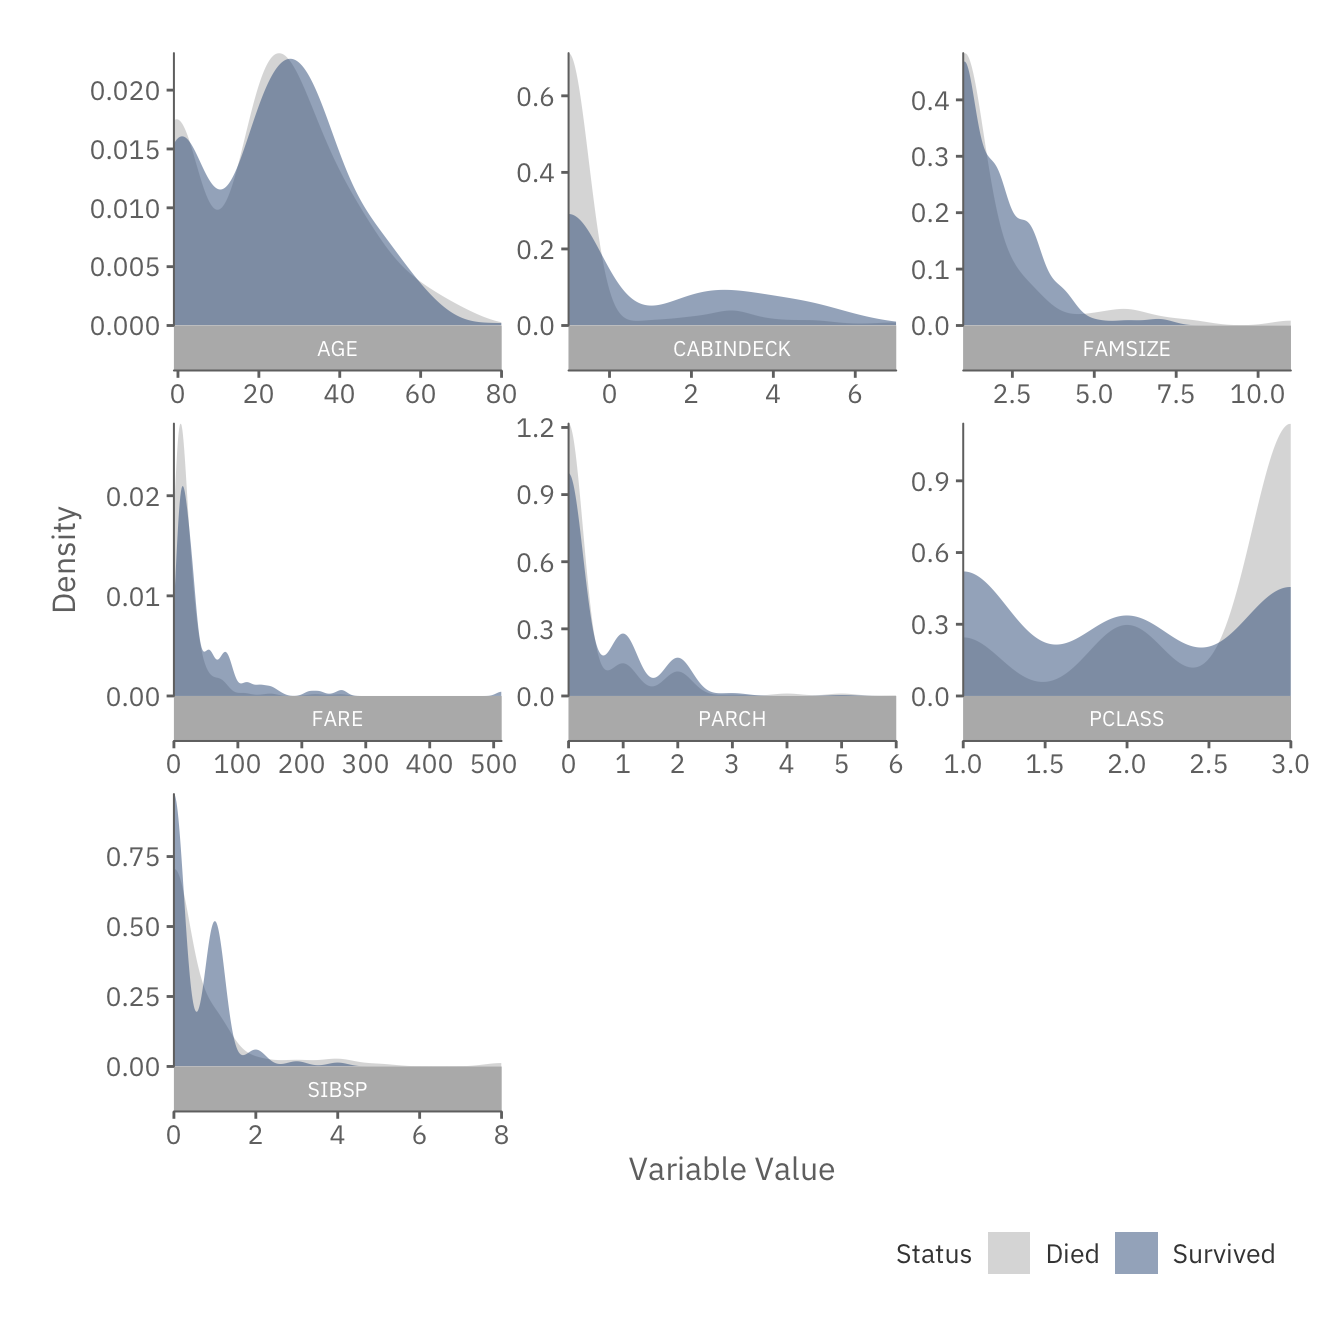 0.020
0.015
0.010
0.005
0.000
AGE
0 20 40 60 80
0.6
0.4
0.2
0.0
CABINDECK
0 2 4 6
0.4
0.3
0.2
0.1
0.0
FAMSIZE
2.5 5.0 7.5 10.0
Density
0.02
0.01
0.00
FARE
0 100 200 300 400 500
1.2
0.9
0.6
0.3
0.0
PARCH
0 1 2 3 4 5 6
0.9
0.6
0.3
0.0
PCLASS
1.0 1.5 2.0 2.5 3.0
0.75
0.50
0.25
0.00
SIBSP
0 2 4 6 8
Variable Value
Status Died Survived